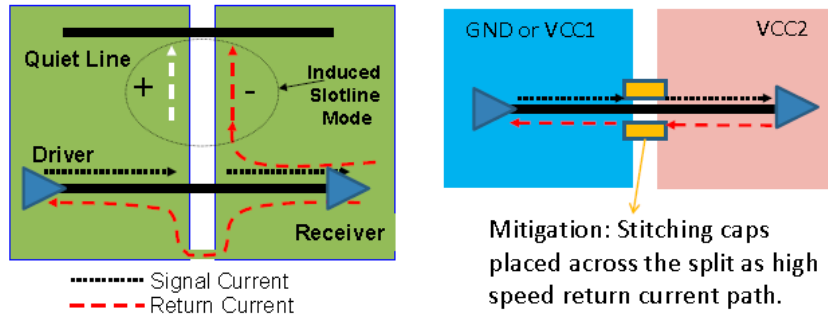 Quiet Line
+
-
Induced
Slotline
Mode
Driver
Receiver
Signal Current
Return Current
GND or VCC1
VCC2
Mitigation: Stitching caps
placed across the split as high
speed return current path.